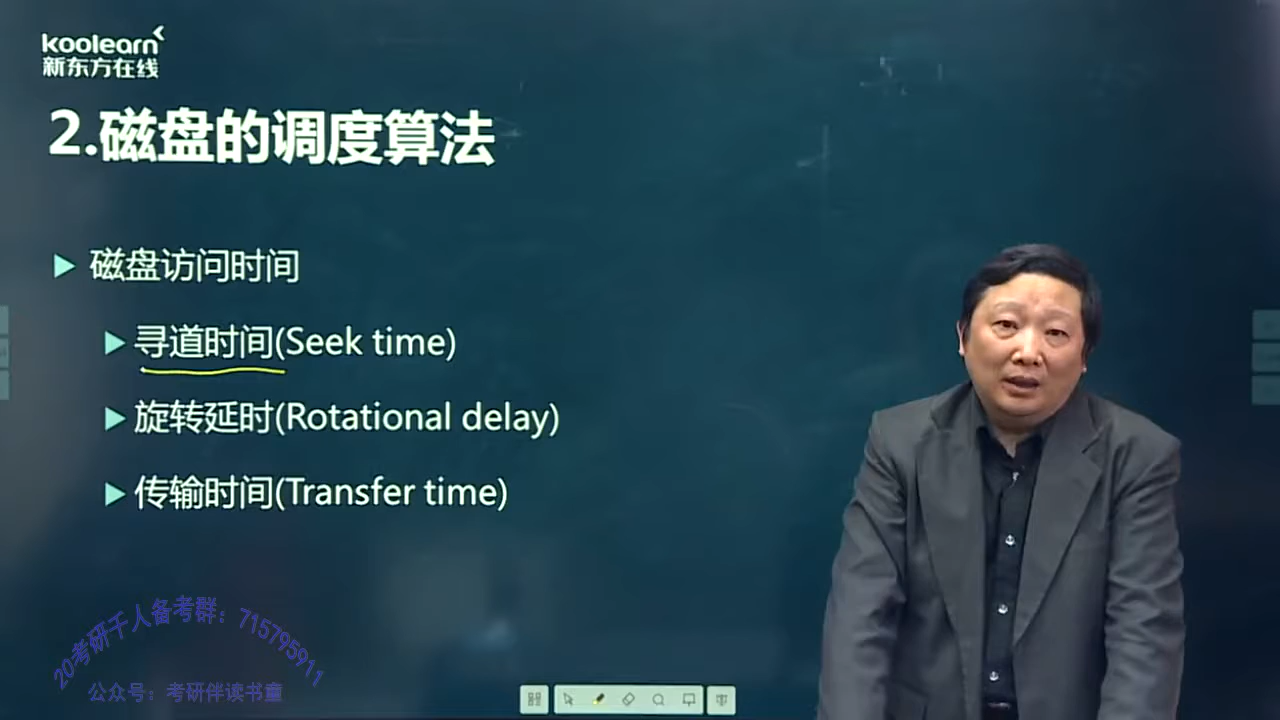 koolearn
新东方在线
2.磁盘的调度算法
磁盘访问时间
寻道时间(Seek time)
旋转延时(Rotational delay)
传输时间(Transfer time)
20考研千人备考群：715795911
公众号：考研伴读书童